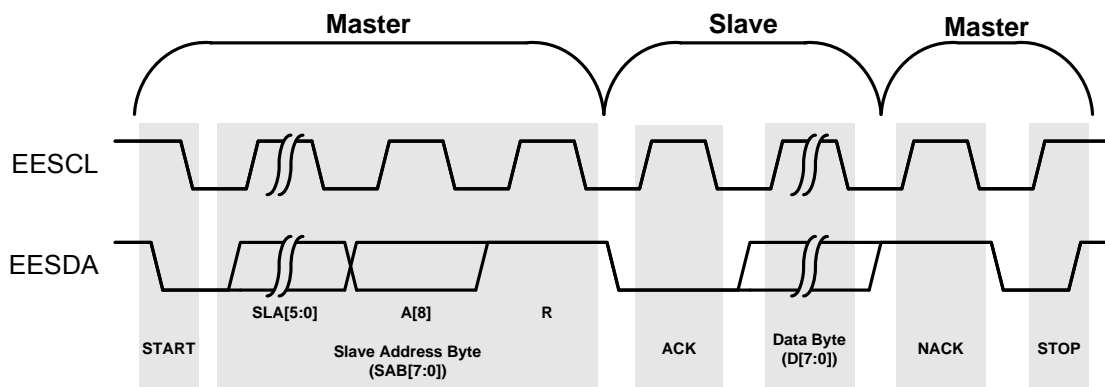 Master
Slave
Master
EESCL
EESDA
SLA[5:0]
A[8]
R
START
Slave Address Byte
(SAB[7:0])
ACK
Data Byte
(D[7:0])
NACK
STOP